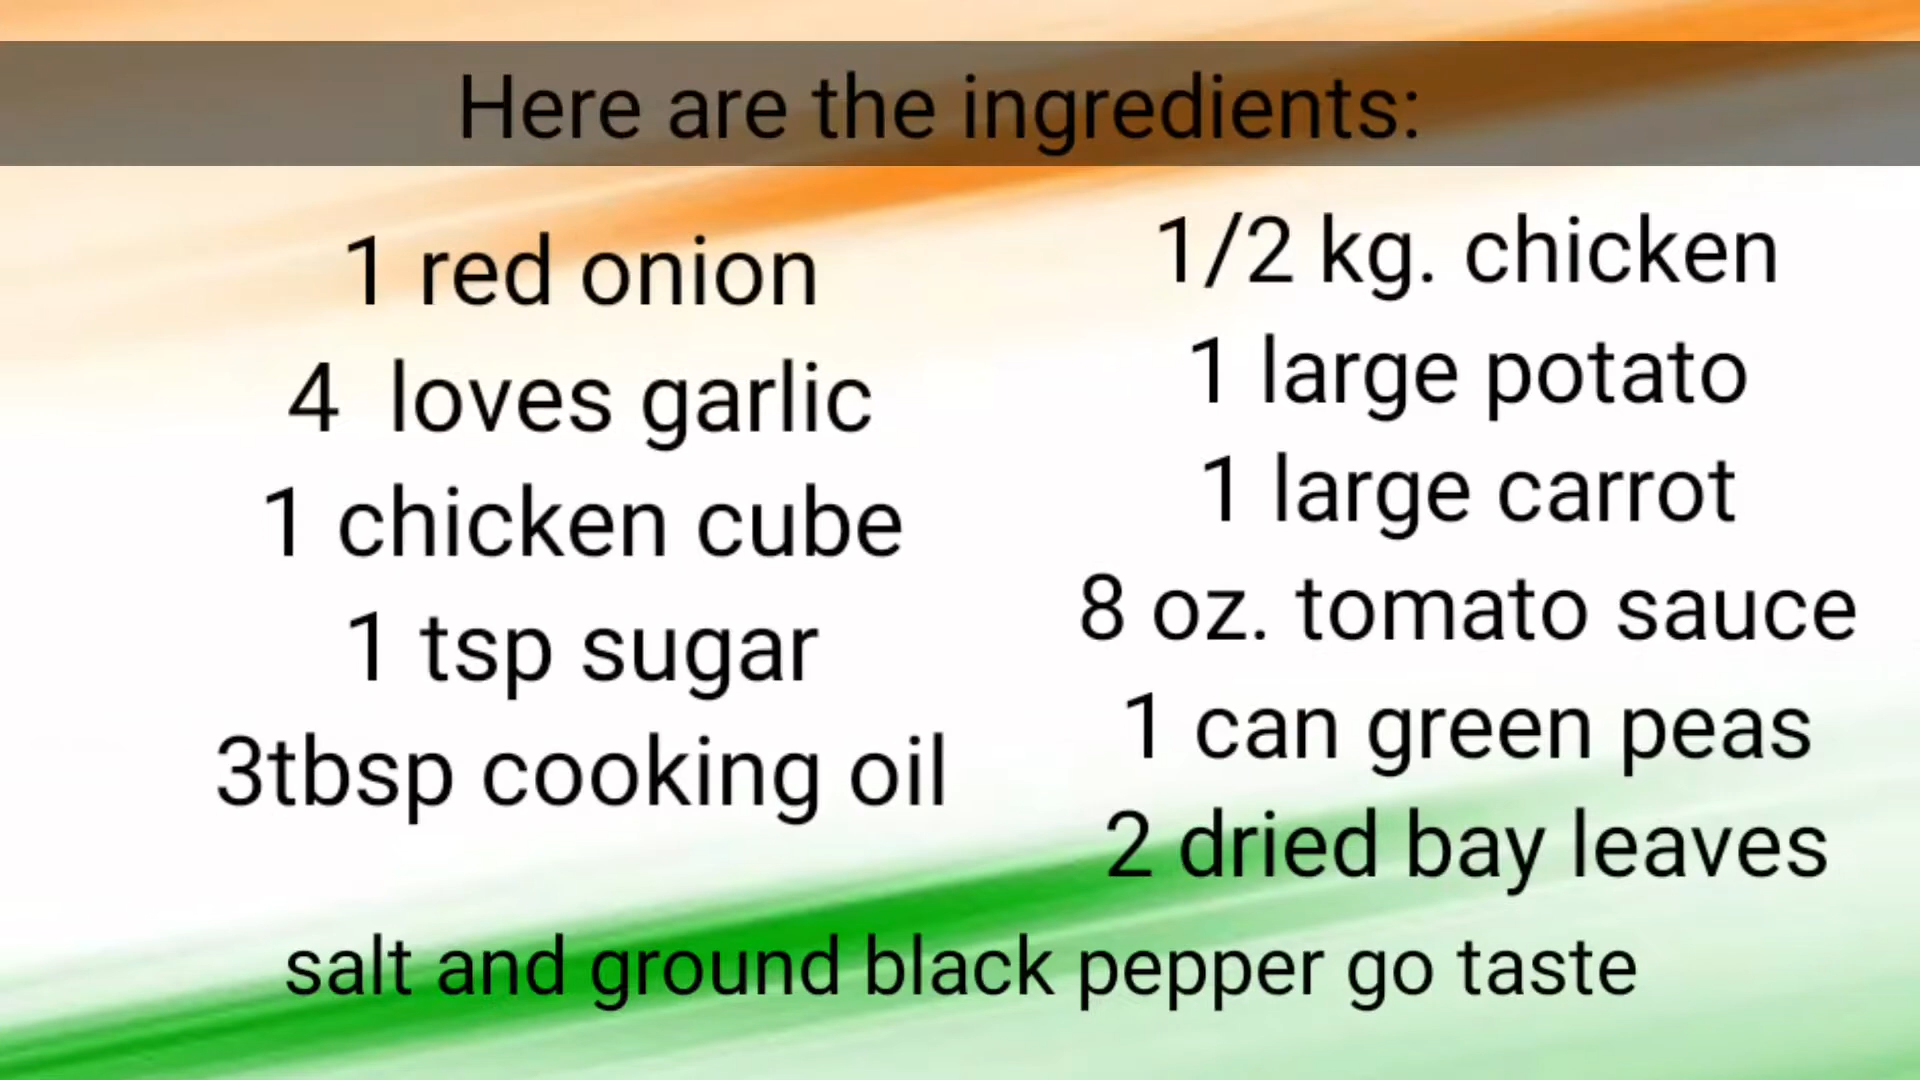 Here are the ingredients:
1 red onion
4 loves garlic
1 chicken cube
1 tsp sugar
3tbsp cooking oil
1/2 kg. chicken
1 large potato
1 large carrot
8 oz. tomato sauce
1 can green peas
2 dried bay leaves
salt and ground black pepper go taste